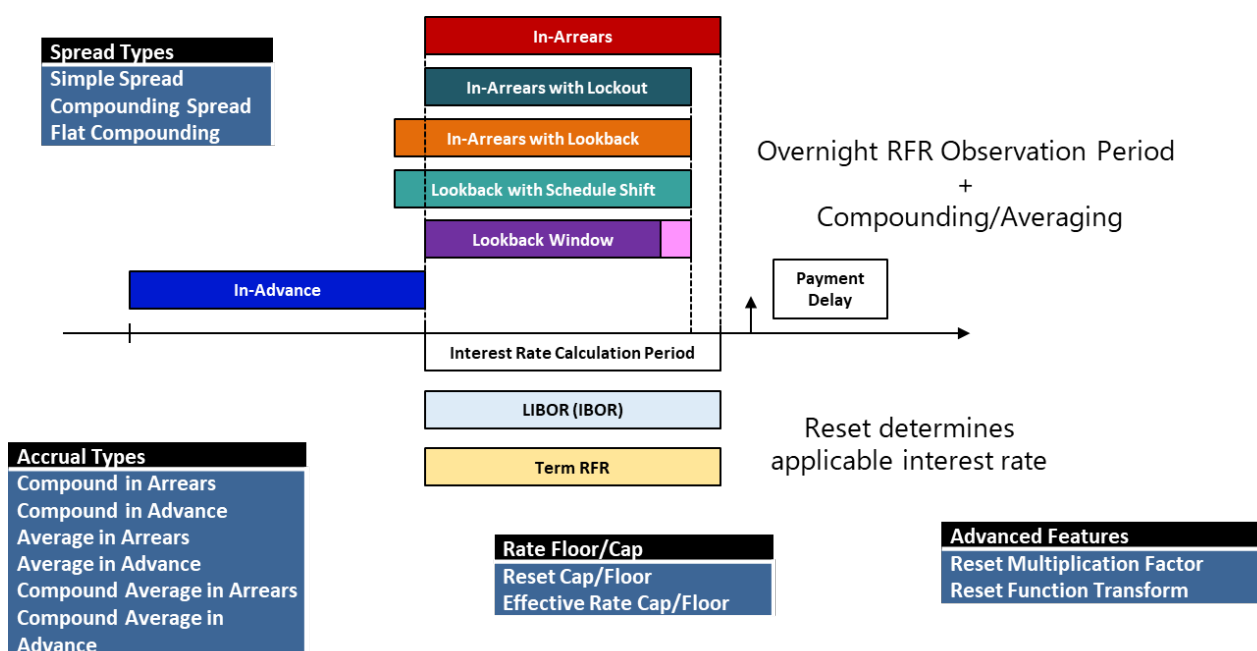 In-Arrears
Spread Types
Simple Spread
Compounding Spread
Flat Compounding
In-Arrears with Lockout
In-Arrears with Lookback
Lookback with Schedule Shift
Lookback Window
Overnight RFR Observation Period
+
Compounding/Averaging
In-Advance
Payment
Delay
Interest Rate Calculation Period
LIBOR (IBOR)
Term RFR
Reset determines
applicable interest rate
Accrual Types
Compound in Arrears
Compound in Advance
Average in Arrears
Average in Advance
Compound Average in Arrears
Compound Average in
Advance
Rate Floor/Cap
Reset Cap/Floor
Effective Rate Cap/Floor
Advanced Features
Reset Multiplication Factor
Reset Function Transform